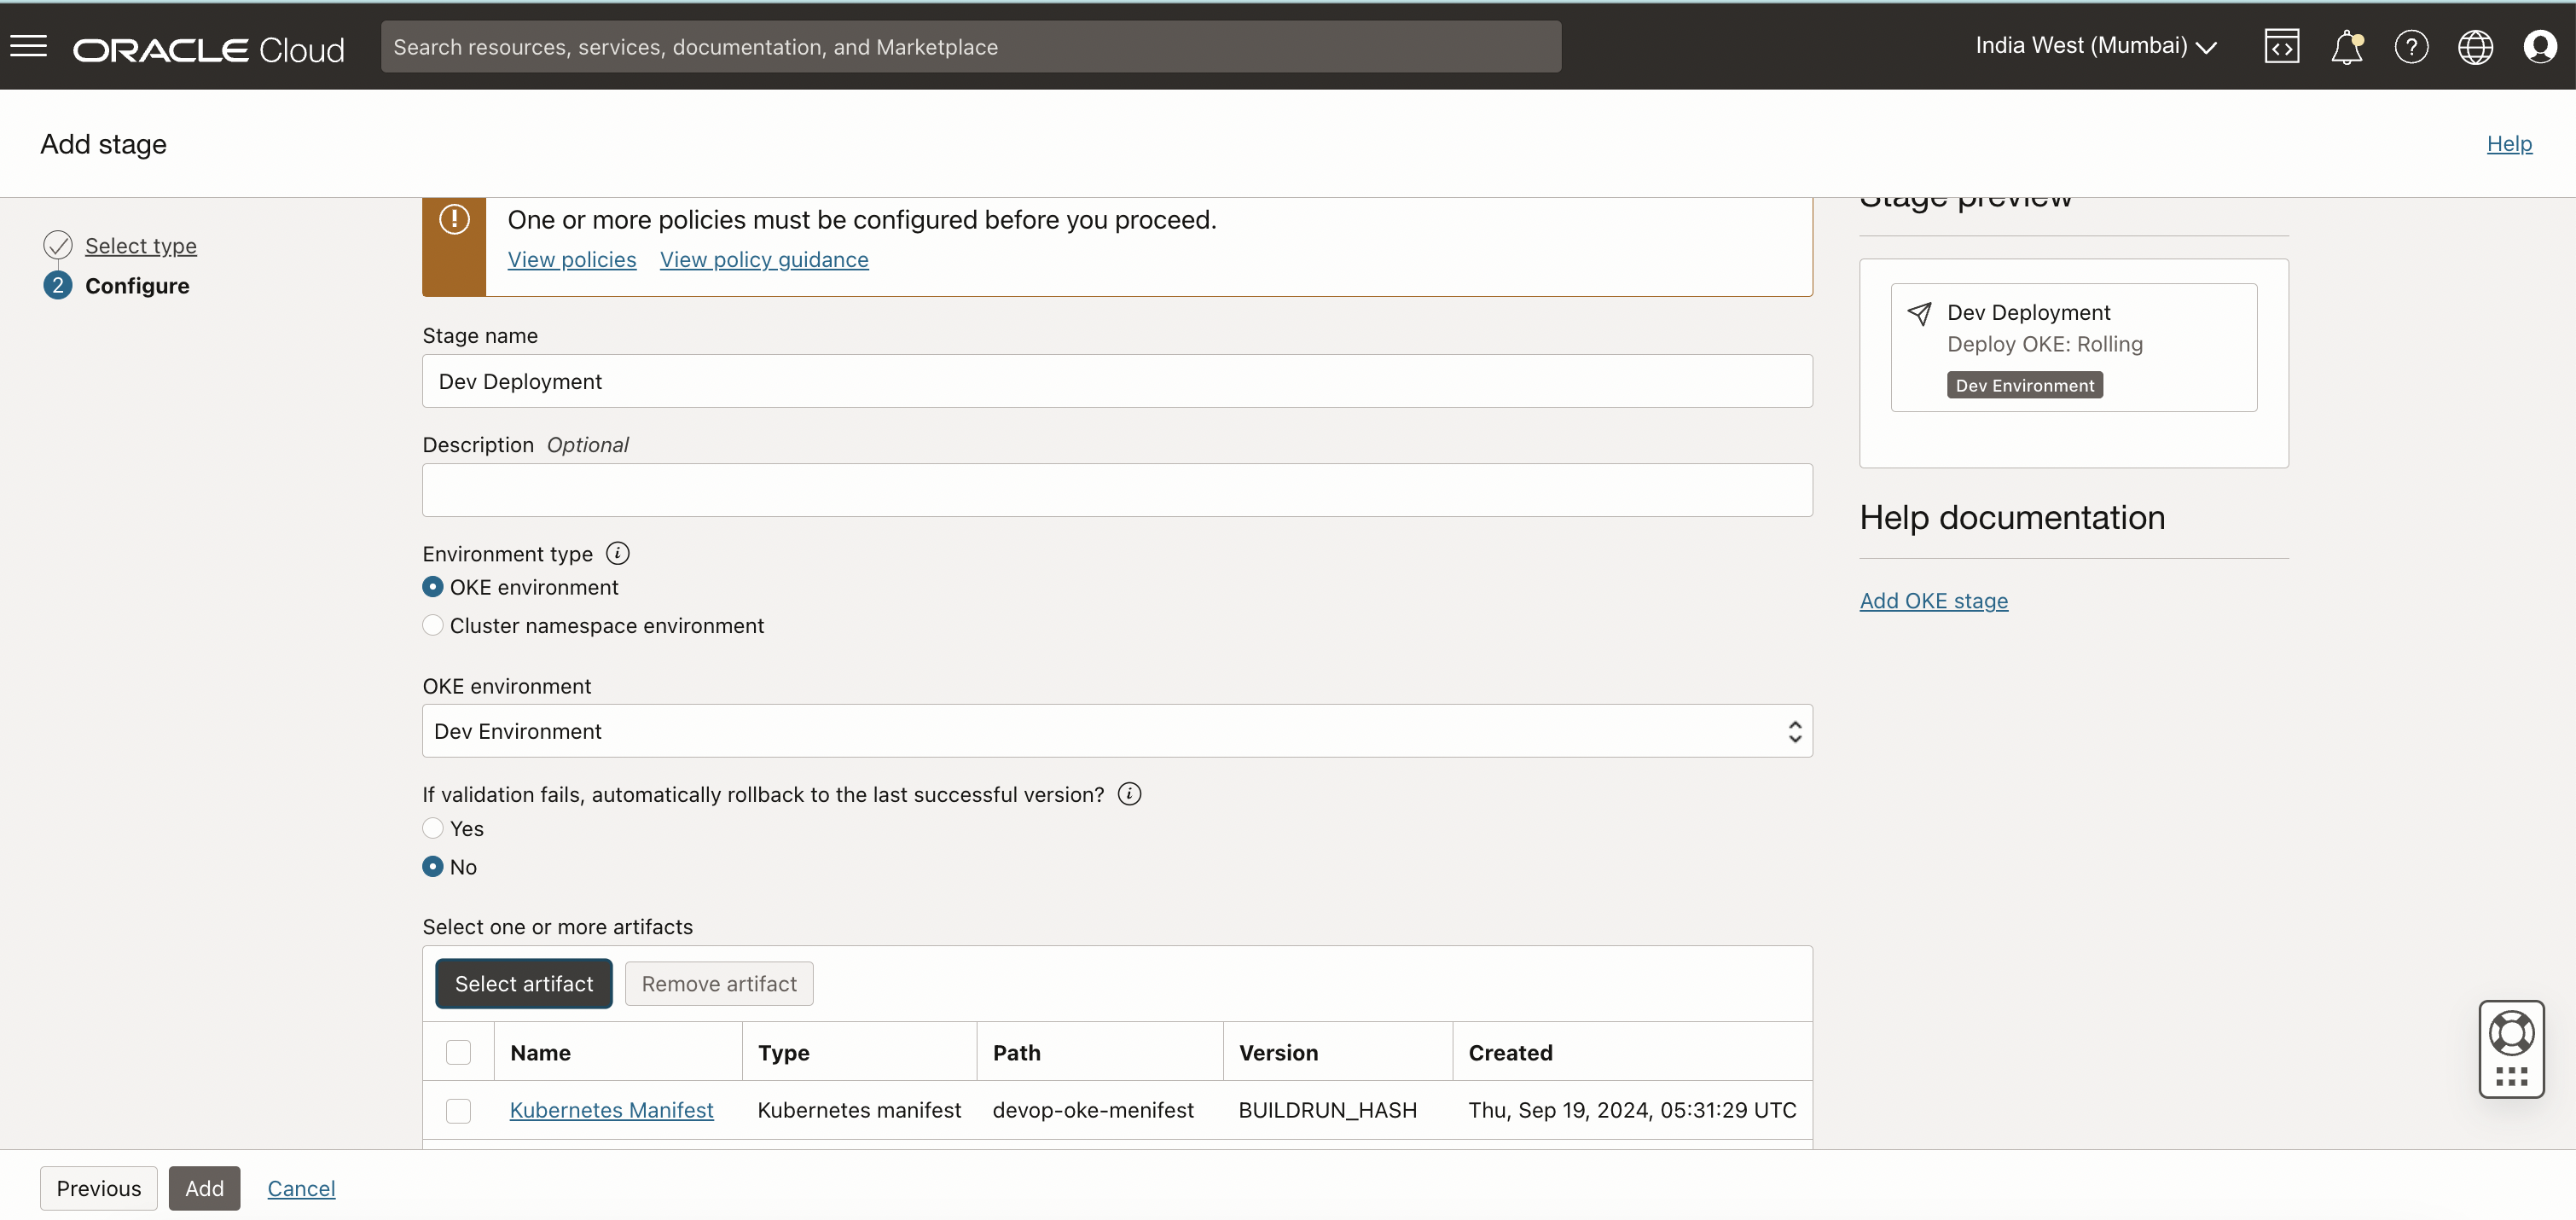 ORACLE Cloud
Search resources, services, documentation, and Marketplace
India West (Mumbai)
Add stage
Help
Select type
2 Configure
One or more policies must be configured before you proceed.
View policies View policy guidance
Stage name
Dev Deployment
Description Optional
Environment type
OKE environment
Cluster namespace environment
OKE environment
Dev Environment
If validation fails, automatically rollback to the last successful version?
Yes
No
Select one or more artifacts
Select artifact Remove artifact
Name Type Path Version Created
Kubernetes Manifest Kubernetes manifest devop-oke-menifest BUILDRUN_HASH Thu, Sep 19, 2024, 05:31:29 UTC
Stage preview
Dev Deployment
Deploy OKE: Rolling
Dev Environment
Help documentation
Add OKE stage
Previous Add Cancel